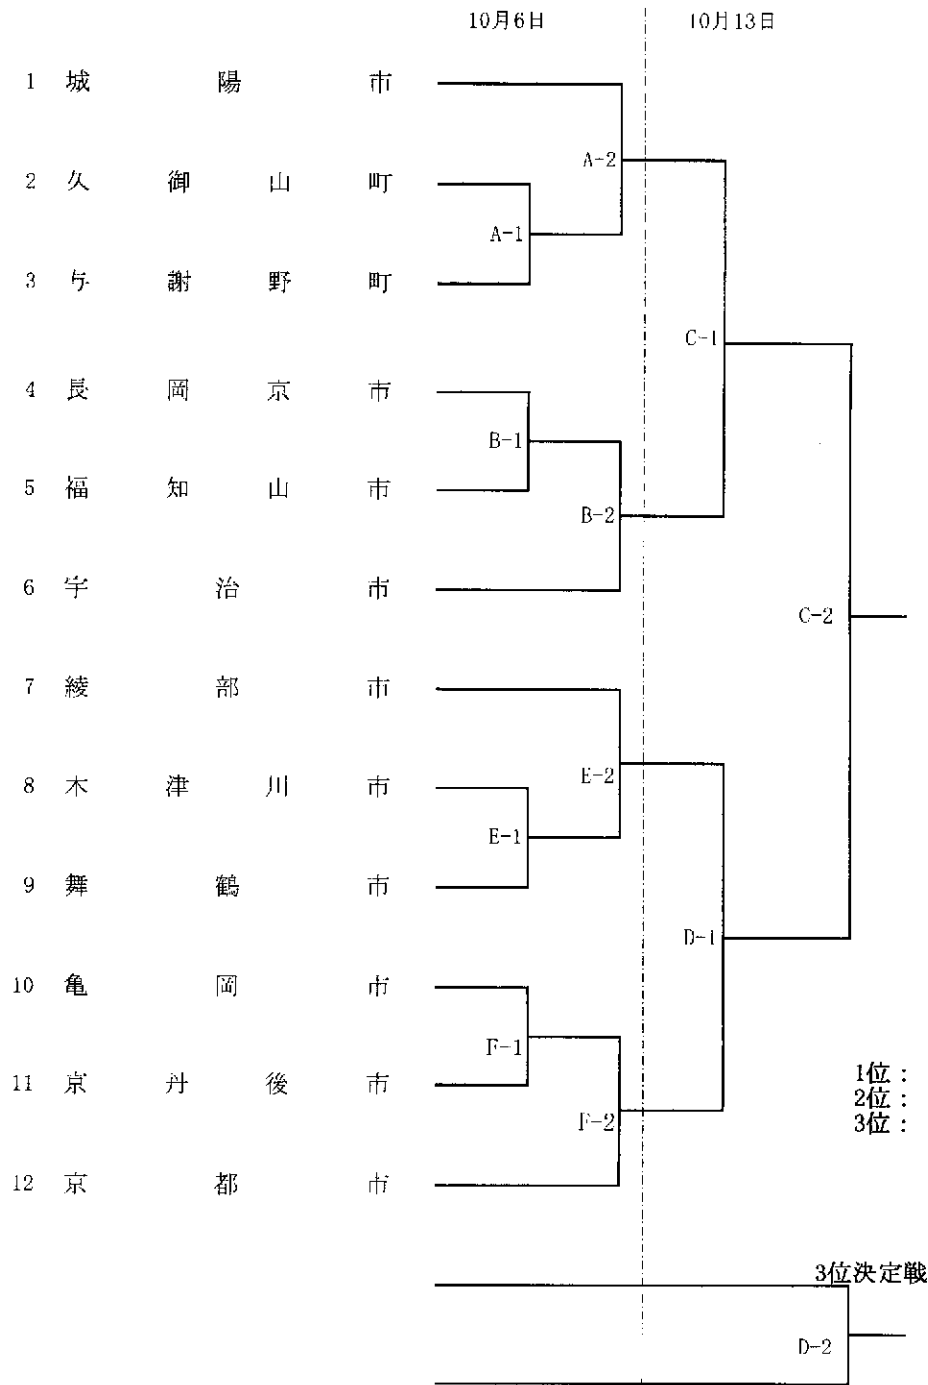 10月6日 10月13日
1 城陽市
A-2
2 久御山町
A-1
3 与謝野町
C-1
4 長岡京市
B-1
5 福知山市
B-2
6 宇治市
C-2
7 綾部市
E-2
8 木津川市
E-1
9 舞鶴市
D-1
10 亀岡市
F-1
1位：
11 京丹後市
2位：
F-2
3位：
12 京都市
3位決定戦
D-2